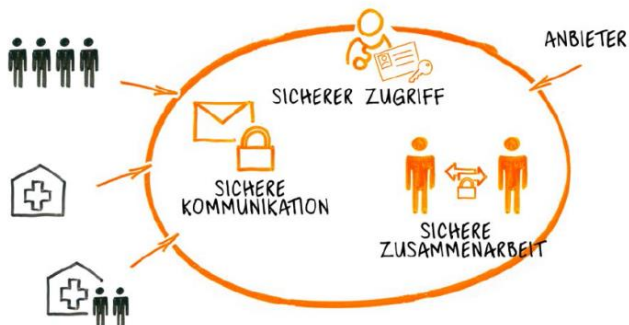 ANBIETER
SICHERER ZUGRIFF
SICHERE
KOMMUNIKATION
SICHERE
ZUSAMMENARBEIT